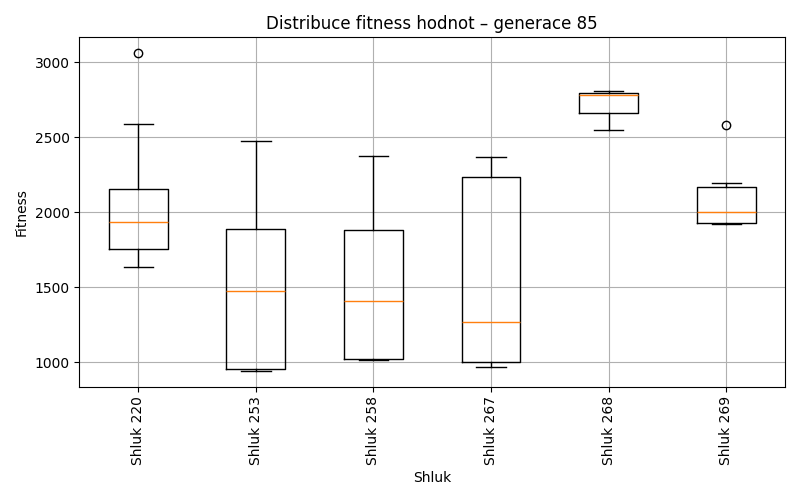 Distribuce fitness hodnot – generace 85
Fitness
3000
2500
2000
1500
1000
Shluk 220
Shluk 253
Shluk 258
Shluk 267
Shluk 268
Shluk 269
Shluk